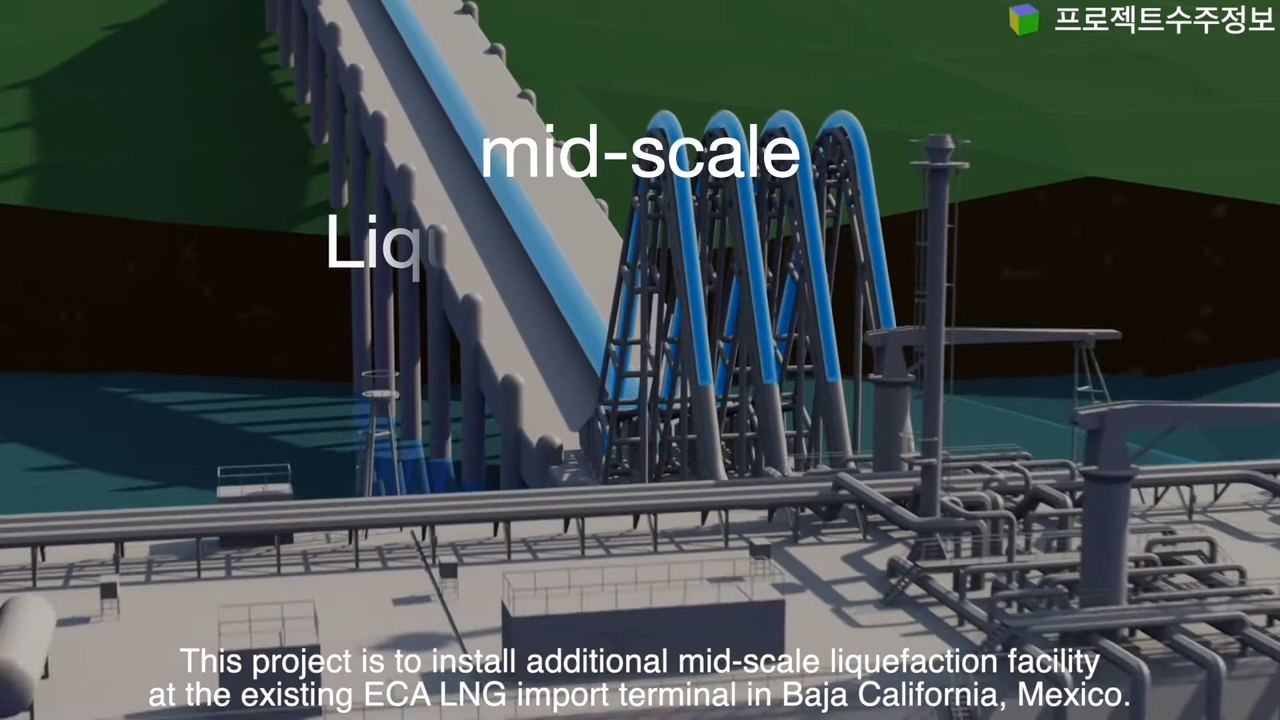 프로젝트수주정보
mid-scale
Liqu
This project is to install additional mid-scale liquefaction facility
at the existing ECA LNG import terminal in Baja California, Mexico.